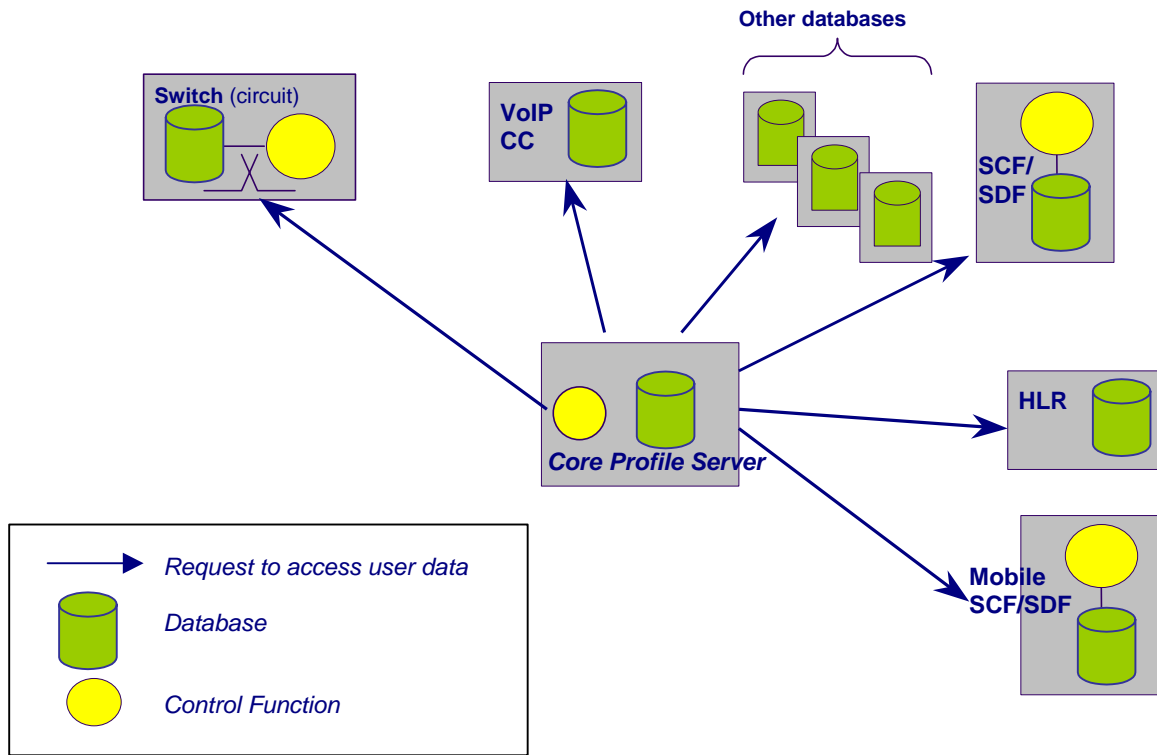 Other databases
Switch (circuit)
VoIP
CC
SCF/
SDF
HLR
Core Profile Server
Mobile
SCF/SDF
Request to access user data
Database
Control Function